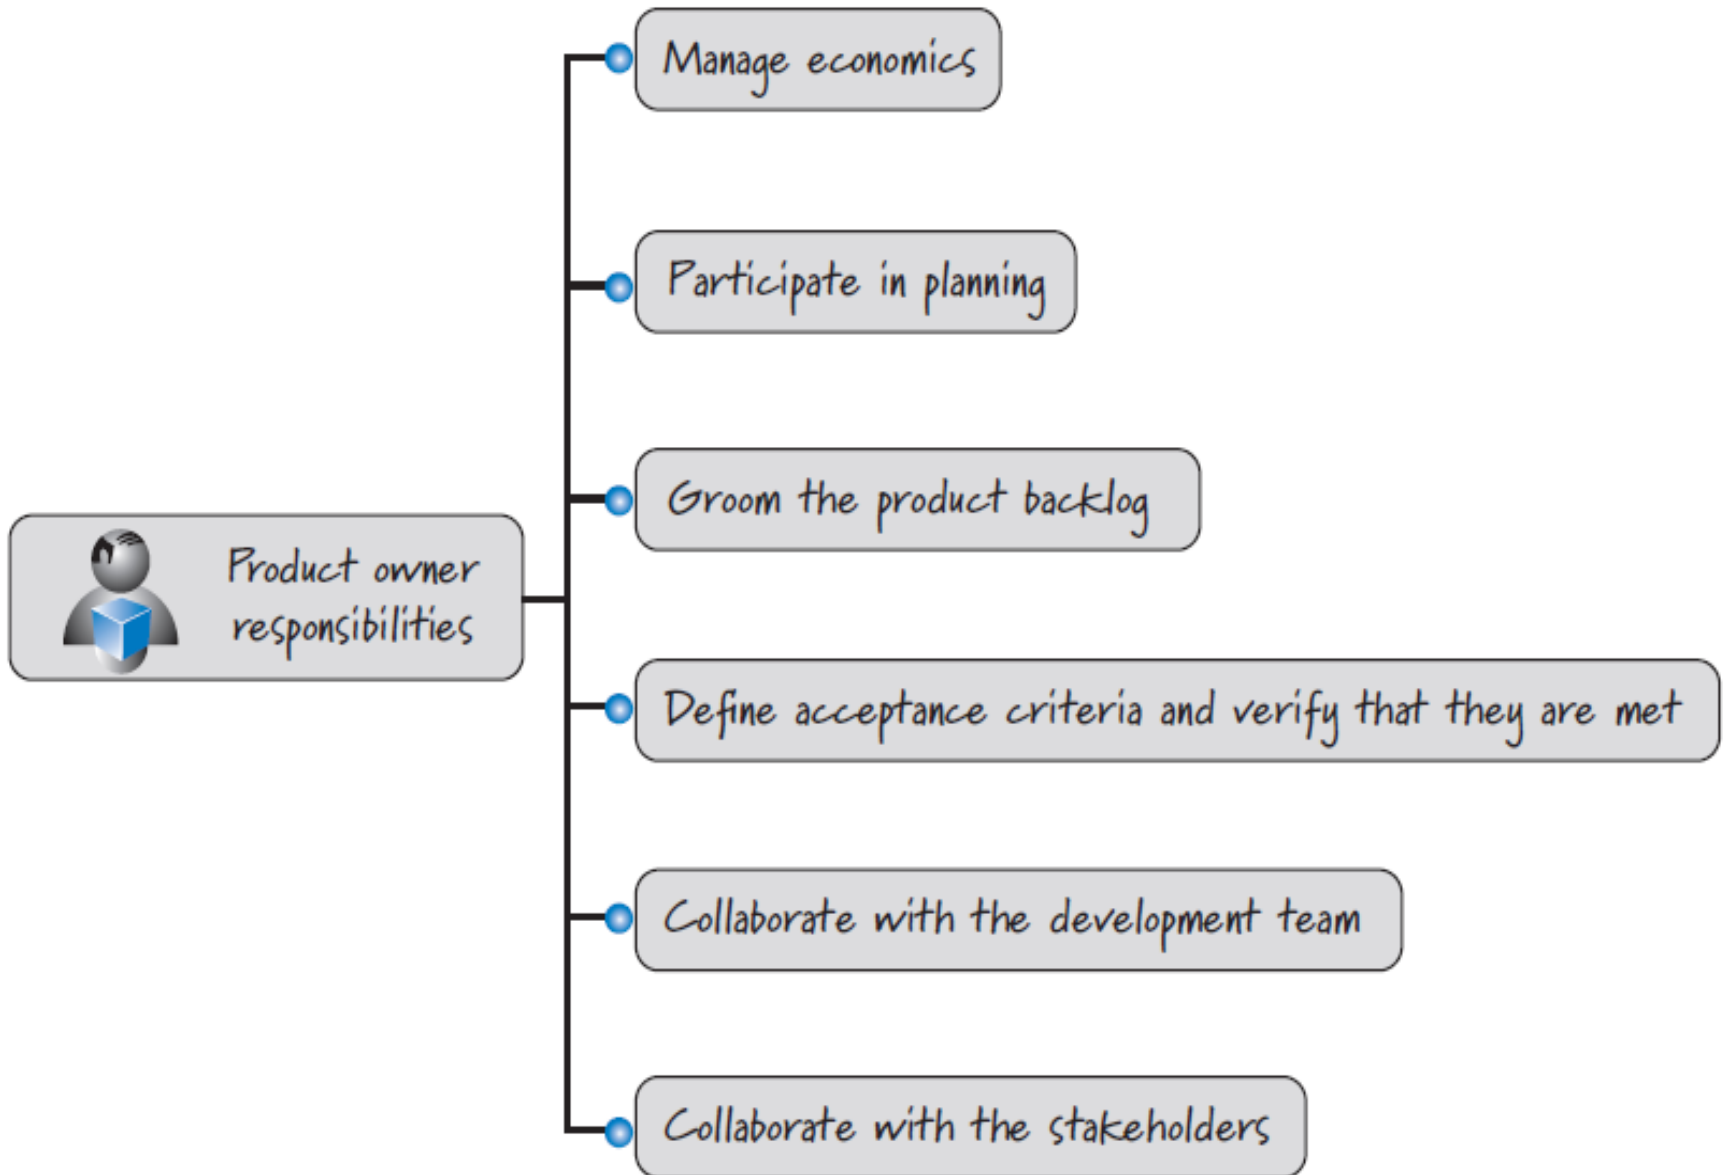 Manage economics
Participate in planning
Groom the product backlog
Product owner
responsibilities
Define acceptance criteria and verify that they are met
Collaborate with the development team
Collaborate with the stakeholders